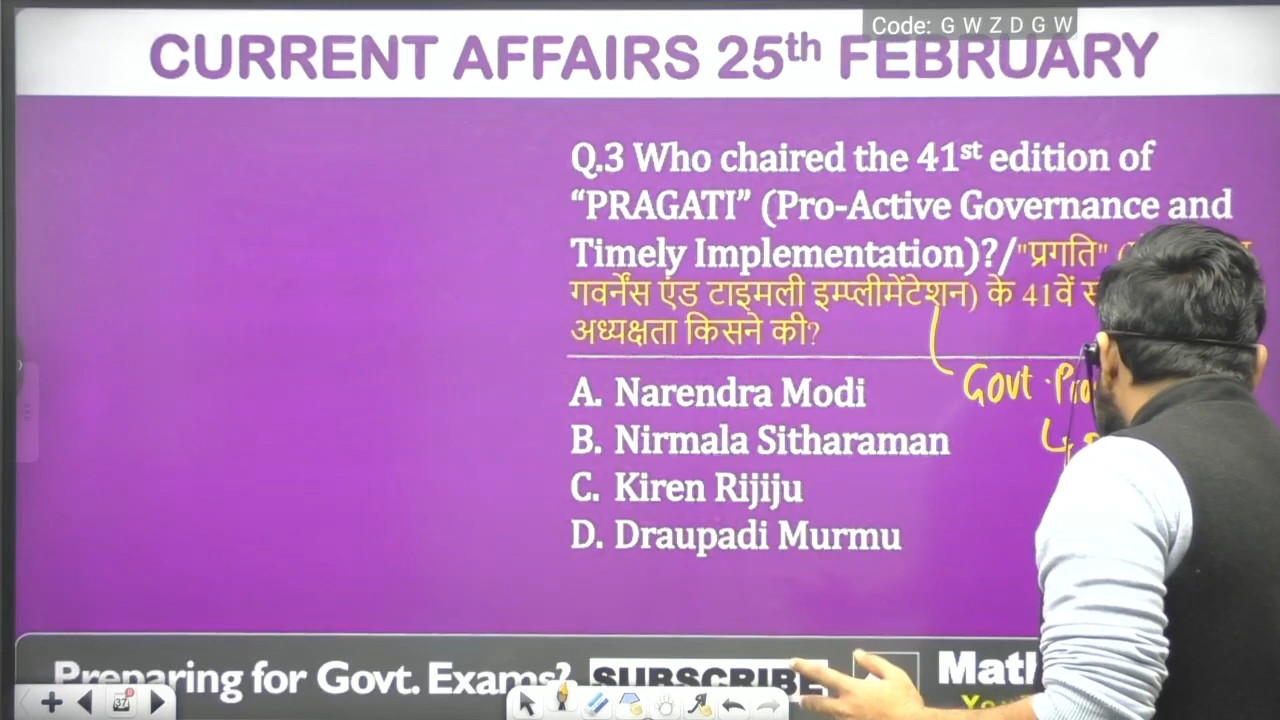 Code: G W Z D G W
CURRENT AFFAIRS 25th FEBRUARY
Q.3 Who chaired the 41st edition of
“PRAGATI” (Pro-Active Governance and
Timely Implementation)?/"प्रगति"
गवर्नेंस एंड टाइमली इम्प्लीमेंटेशन) के 41वें
अध्यक्षता किसने की?
Govt.
A. Narendra Modi
B. Nirmala Sitharaman
C. Kiren Rijiju
D. Draupadi Murmu
Preparing for Govt. Exams? SUBSCRIBE
37